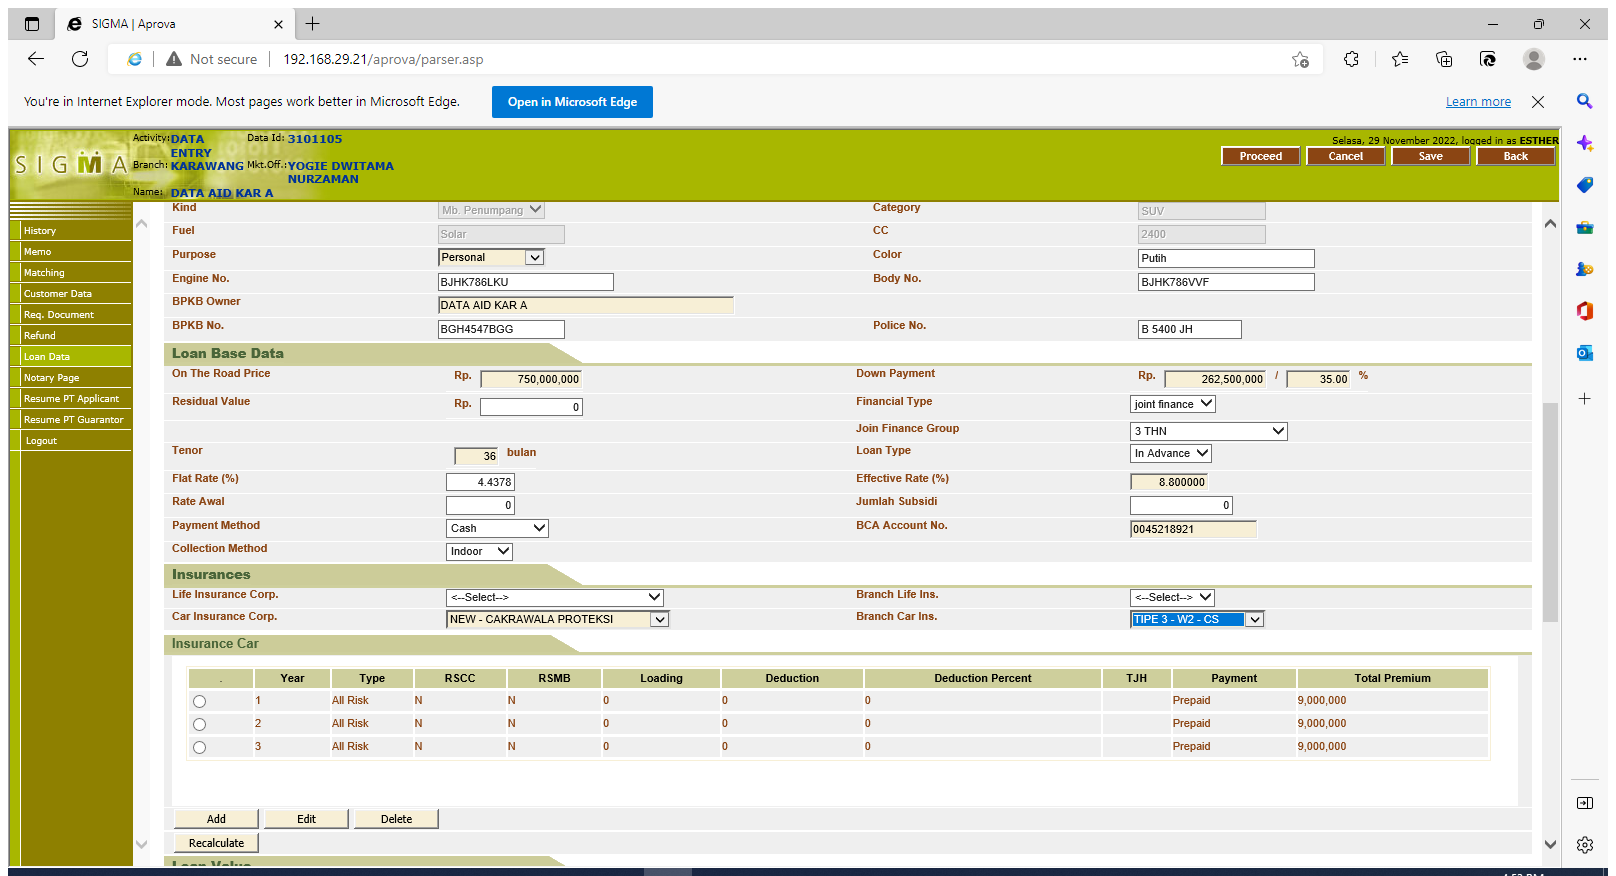 SIGMA | Aprova
Not secure 192.168.29.21/aprova/parser.asp
You're in Internet Explorer mode. Most pages work better in Microsoft Edge. Open in Microsoft Edge Learn more
SIGMA
Activity: DATA ENTRY Data Id: 3101105
Branch: KARAWANG Mkt.Off.: YOGIE DWITAMA NURZAMAN
Name: DATA AID KAR A
Selasa, 29 November 2022, logged in as ESTHER
Proceed Cancel Save Back
History
Memo
Matching
Customer Data
Req. Document
Refund
Loan Data
Notary Page
Resume PT Applicant
Resume PT Guarantor
Logout
Kind Mb. Penumpang Category SUV
Fuel Solar CC 2400
Purpose Personal Color Putih
Engine No. BJHK786LKU Body No. BJHK786VVF
BPKB Owner DATA AID KAR A
BPKB No. BGH4547BGG Police No. B 5400 JH
Loan Base Data
On The Road Price Rp. 750,000,000 Down Payment Rp. 262,500,000 / 35.00 %
Residual Value Rp. 0 Financial Type joint finance
Join Finance Group 3 THN
Tenor 36 bulan Loan Type In Advance
Flat Rate (%) 4.4378 Effective Rate (%) 8.800000
Rate Awal 0 Jumlah Subsidi 0
Payment Method Cash BCA Account No. 0045218921
Collection Method Indoor
Insurances
Life Insurance Corp. <--Select--> Branch Life Ins. <--Select-->
Car Insurance Corp. NEW - CAKRAWALA PROTEKSI Branch Car Ins. TIPE 3 - W2 - CS
Insurance Car
. Year Type RSCC RSMB Loading Deduction Deduction Percent TJH Payment Total Premium
1 All Risk N N 0 0 0 Prepaid 9,000,000
2 All Risk N N 0 0 0 Prepaid 9,000,000
3 All Risk N N 0 0 0 Prepaid 9,000,000
Add Edit Delete
Recalculate
Loan Value